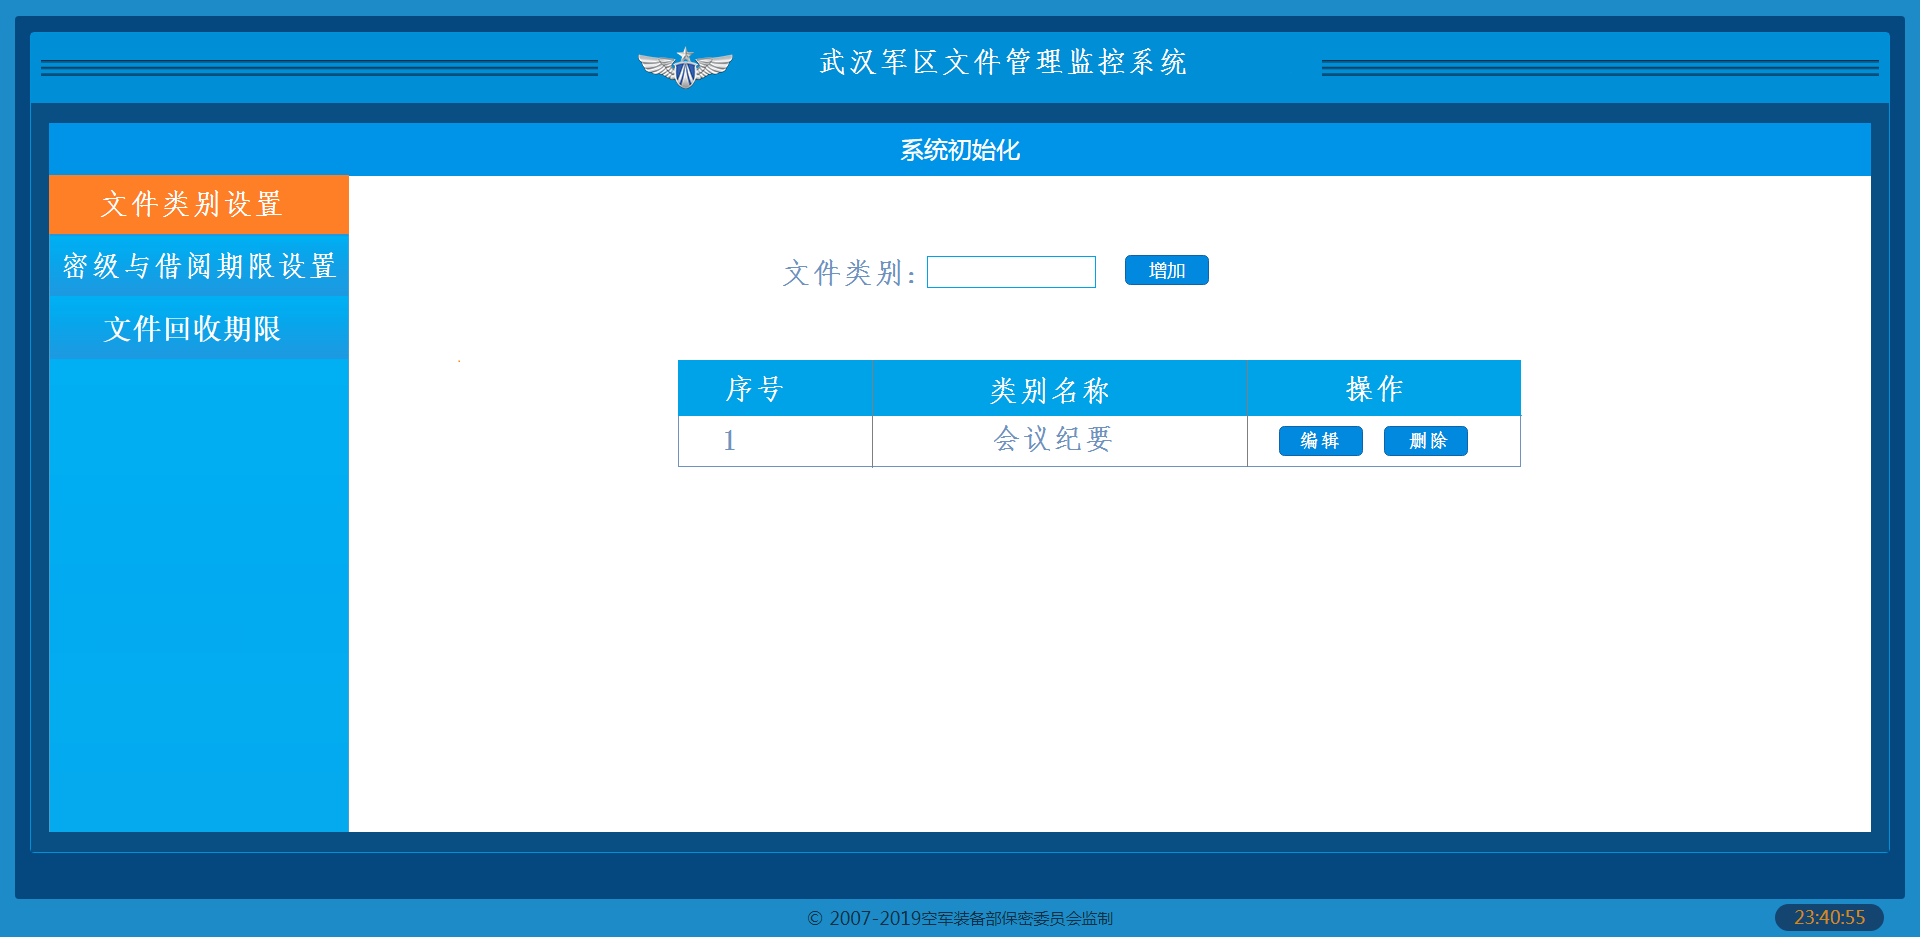 武汉军区文件管理监控系统
系统初始化
文件类别设置
密级与借阅期限设置
文件回收期限
文件类别： 增加
序号 类别名称 操作
1 会议纪要 编辑 删除
© 2007-2019空军装备部保密委员会监制
23:40:55